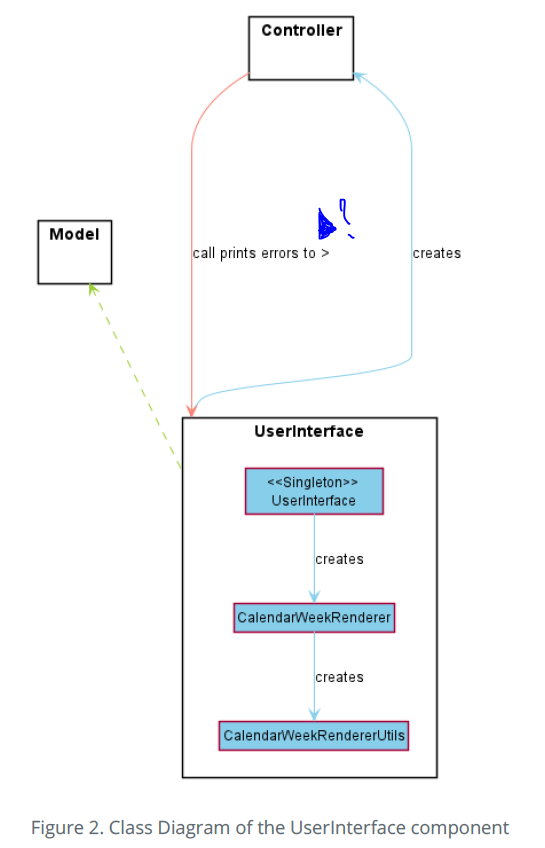 Controller
Model
call prints errors to >
creates
UserInterface
<<Singleton>>
UserInterface
creates
CalendarWeekRenderer
creates
CalendarWeekRendererUtils
Figure 2. Class Diagram of the UserInterface component